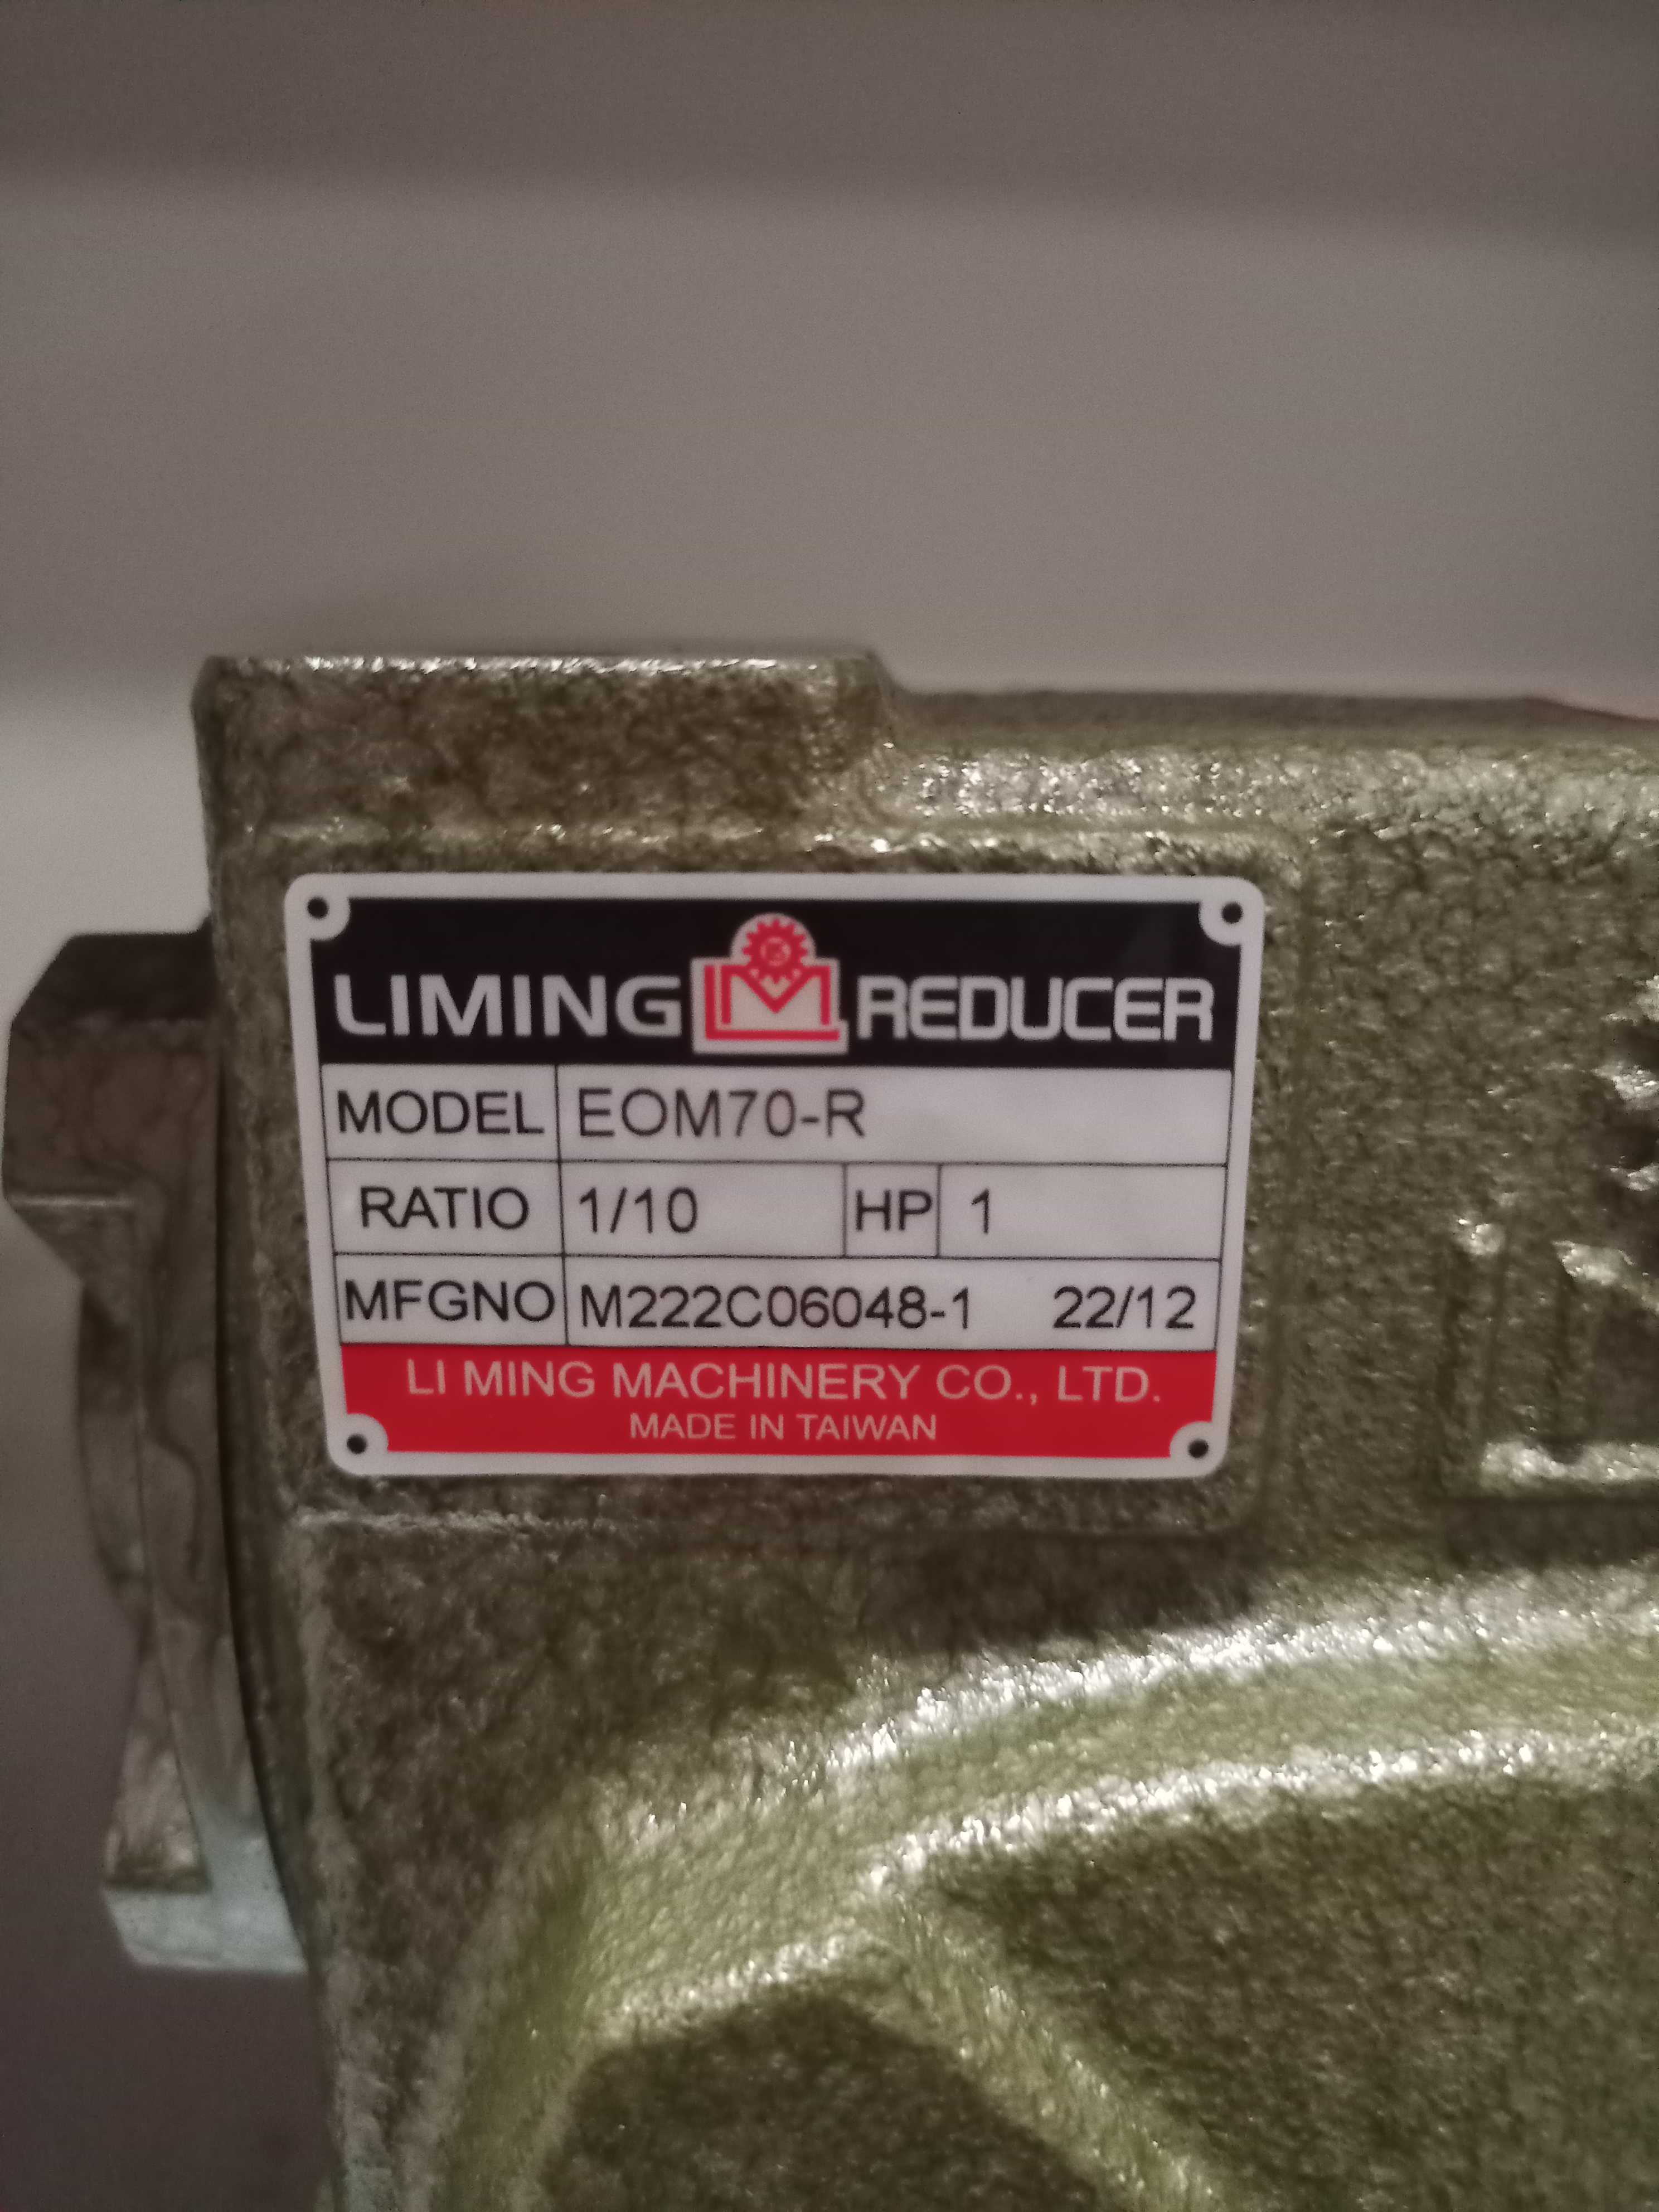 LIMING REDUCER
MODEL EOM70-R
RATIO 1/10 HP 1
MFGNO M222C06048-1 22/12
LI MING MACHINERY CO., LTD.
MADE IN TAIWAN